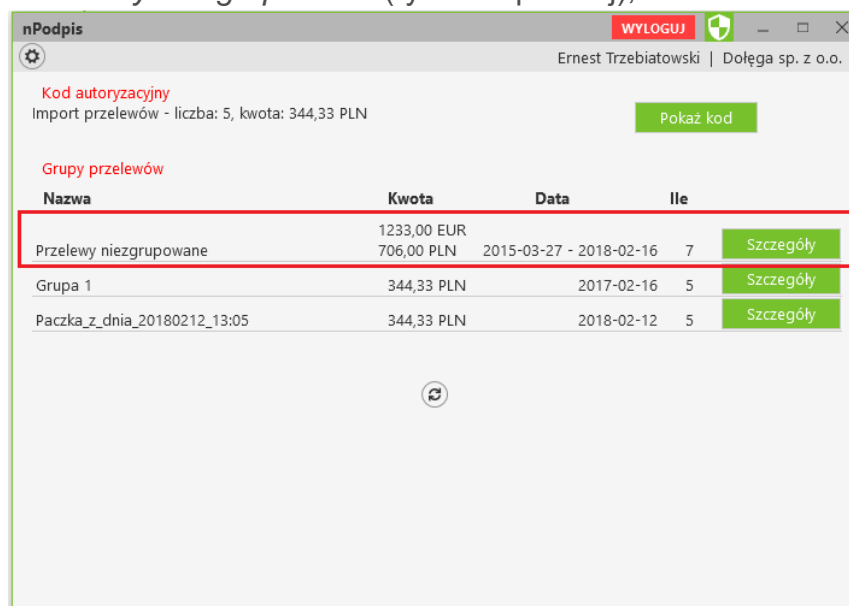 nPodpis WYLOGUJ
Ernest Trzebiatowski | Dołęga sp. z o.o.
Kod autoryzacyjny
Import przelewów - liczba: 5, kwota: 344,33 PLN
Pokaż kod
Grupy przelewów
Nazwa Kwota Data Ile
1233,00 EUR
Przelewy niezgrupowane 706,00 PLN 2015-03-27 - 2018-02-16 7 Szczegóły
Grupa 1 344,33 PLN 2017-02-16 5 Szczegóły
Paczka_z_dnia_20180212_13:05 344,33 PLN 2018-02-12 5 Szczegóły